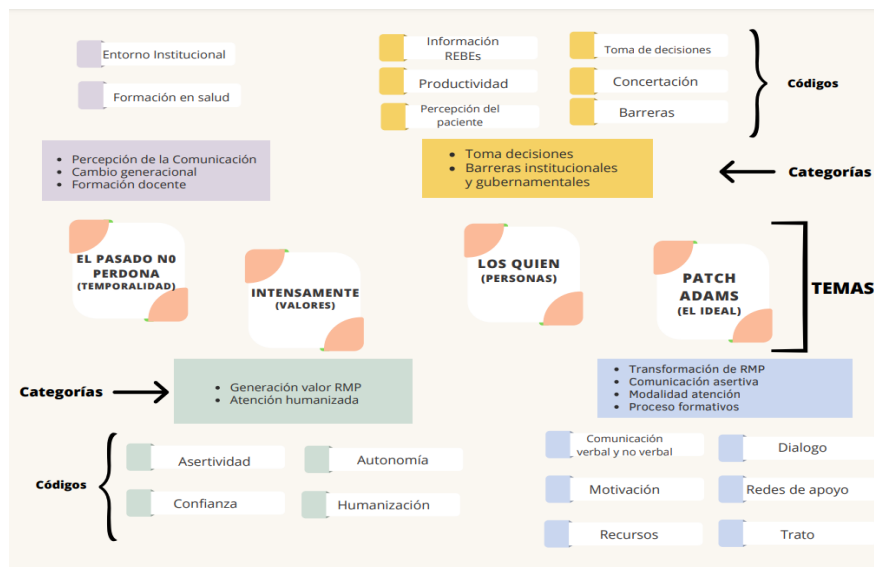 Entorno Institucional
Formación en salud
Información
REBEs
Productividad
Percepción del
paciente
Toma de decisiones
Concertación
Barreras
Códigos
• Percepción de la Comunicación
• Cambio generacional
• Formación docente
• Toma decisiones
• Barreras institucionales
y gubernamentales
Categorías
EL PASADO N0
PERDONA
(TEMPORALIDAD)
INTENSAMENTE
(VALORES)
LOS QUIEN
(PERSONAS)
PATCH
ADAMS
(EL IDEAL)
TEMAS
Categorías
• Generación valor RMP
• Atención humanizada
• Transformación de RMP
• Comunicación asertiva
• Modalidad atención
• Proceso formativos
Códigos
Asertividad
Autonomía
Confianza
Humanización
Comunicación
verbal y no verbal
Dialogo
Motivación
Redes de apoyo
Recursos
Trato